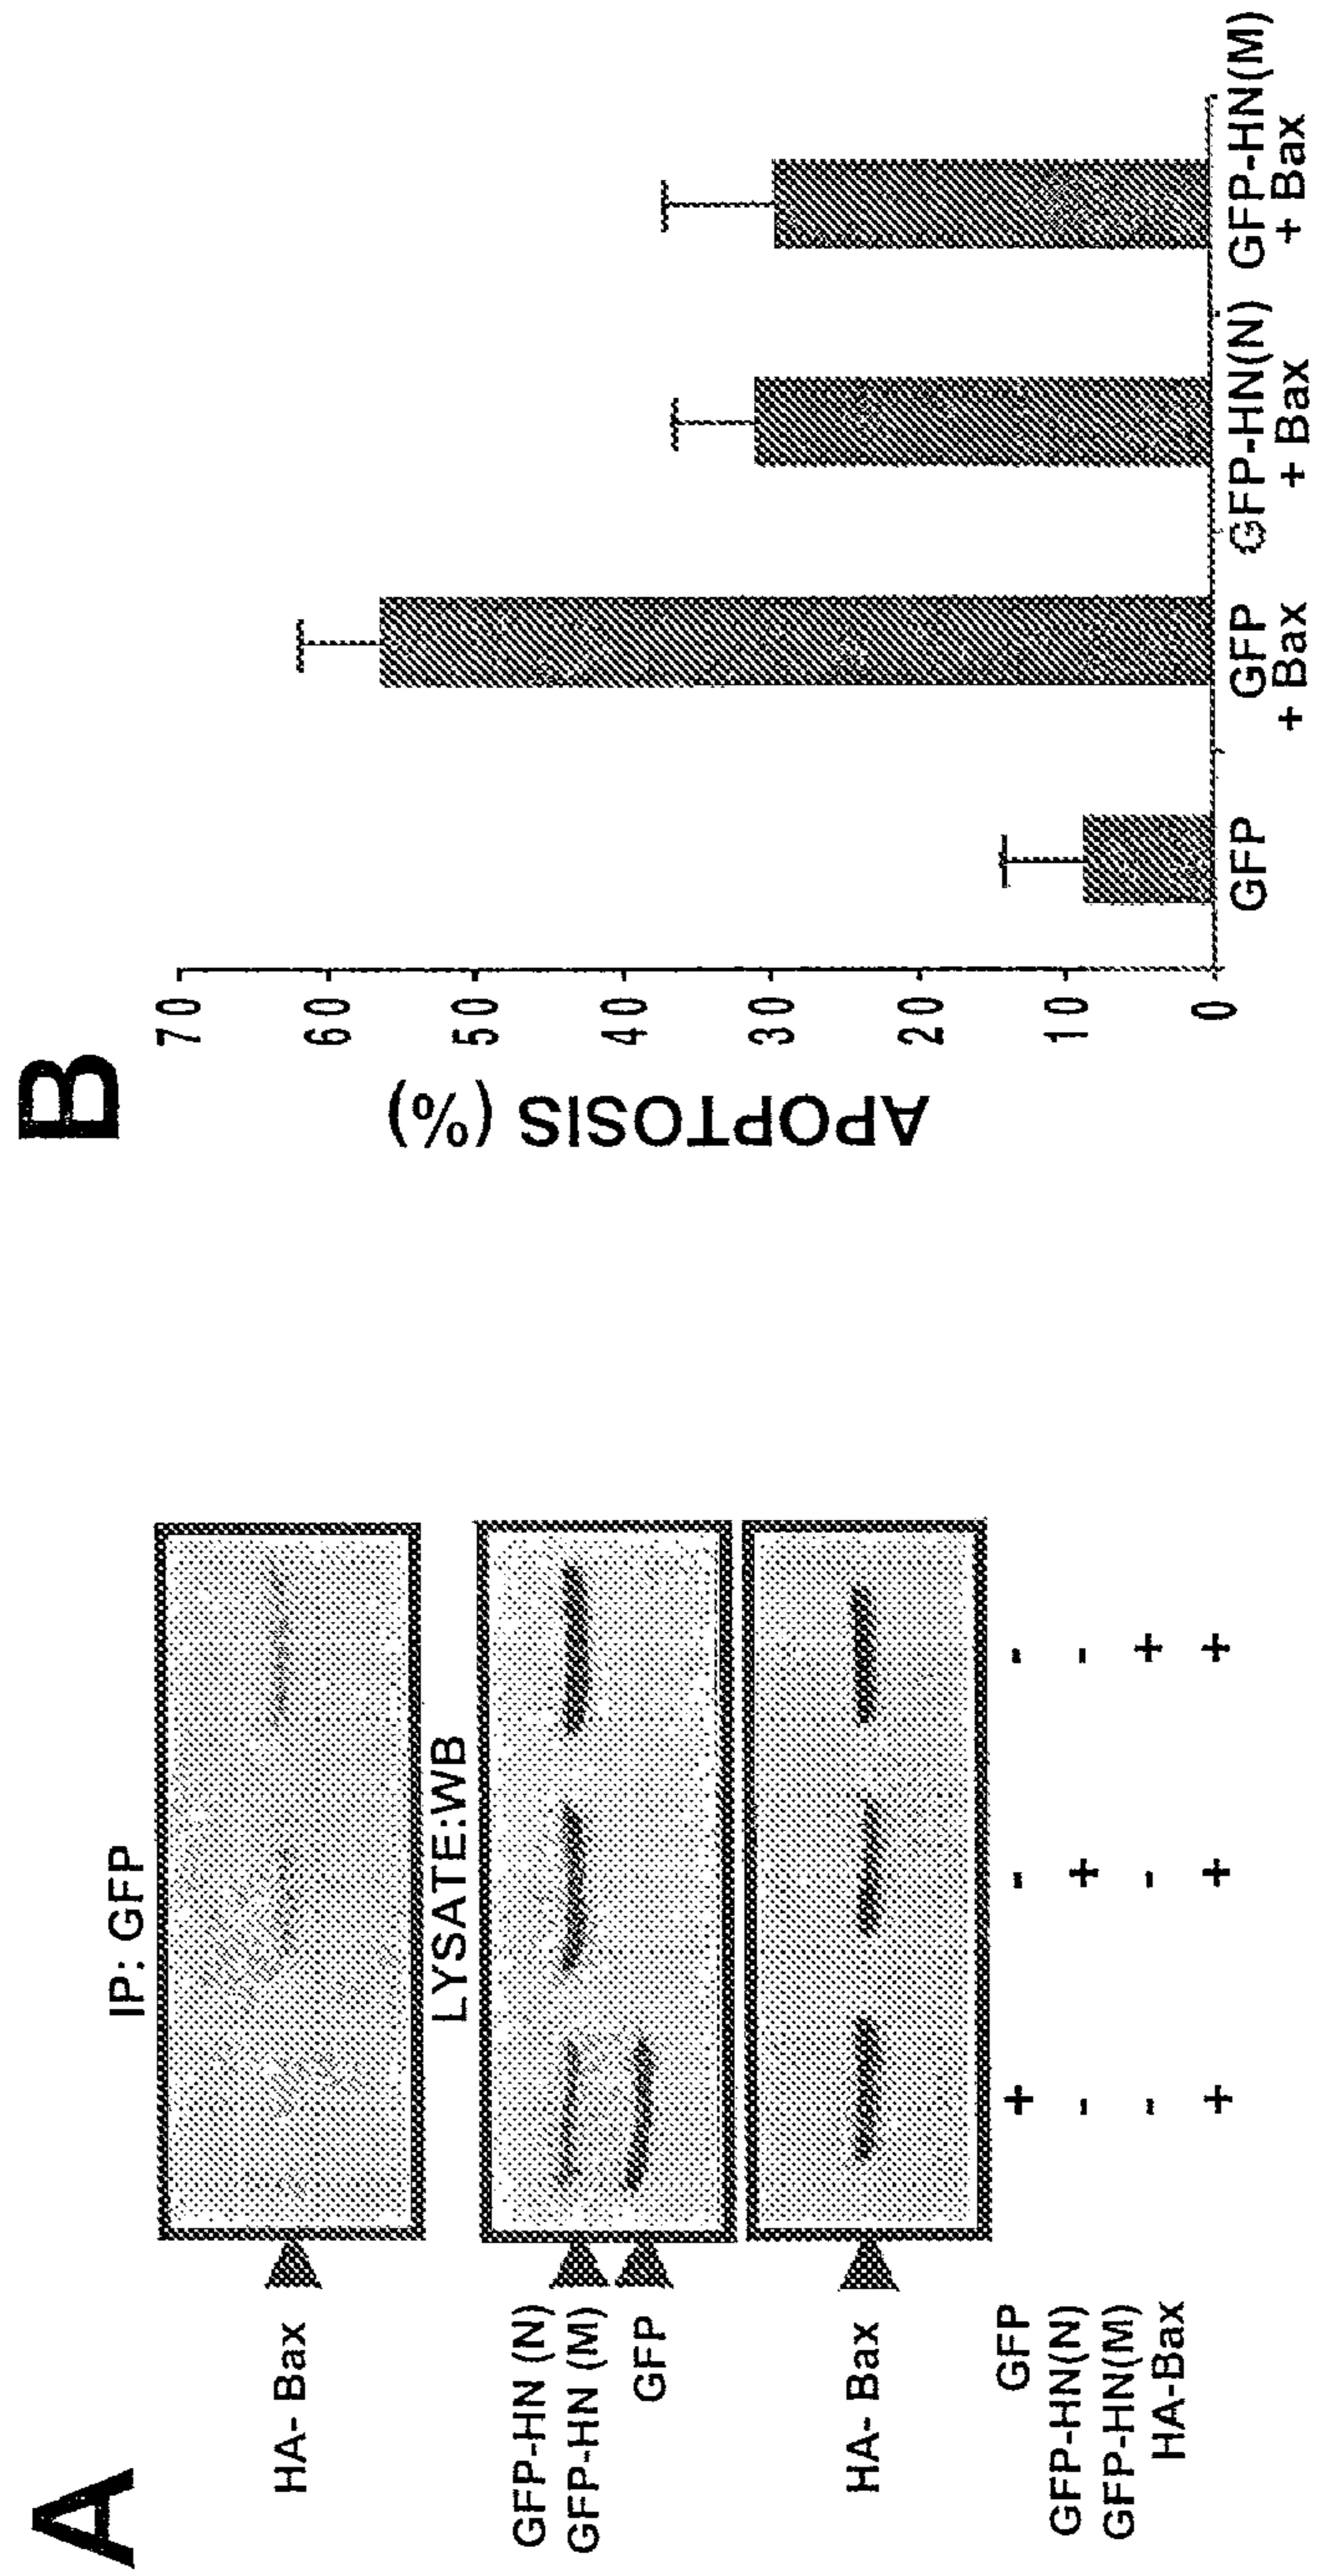 A
IP: GFP
HA- Bax
LYSATE:WB
GFP-HN (N)
GFP-HN (M)
GFP
HA- Bax
GFP + - -
GFP-HN(N) - + -
GFP-HN(M) - - +
HA-Bax + + +
B
APOPTOSIS (%)
70
60
50
40
30
20
10
0
GFP GFP GFP-HN(N) GFP-HN(M)
+ Bax + Bax + Bax